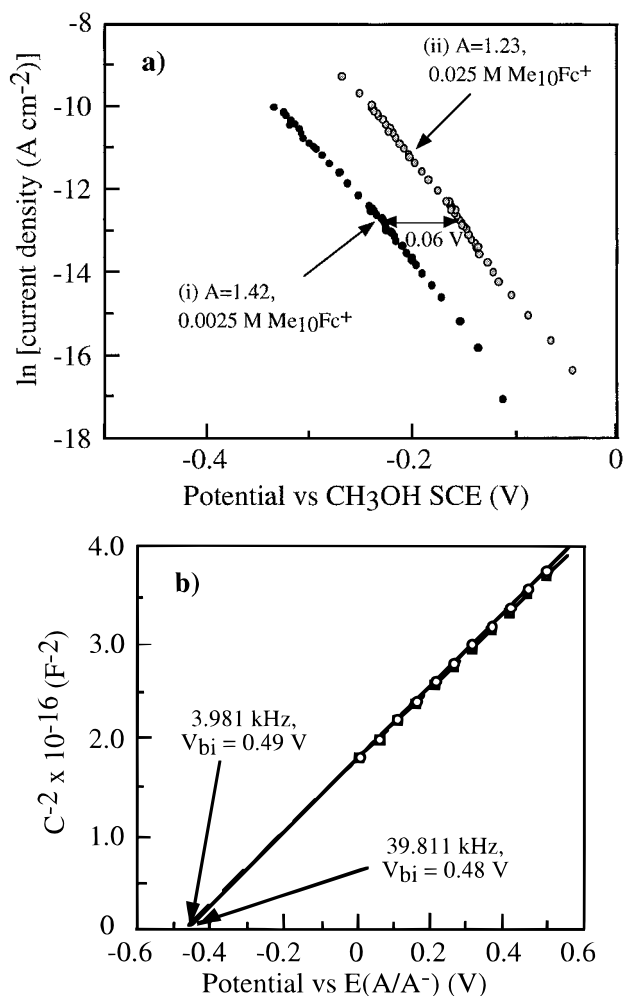 -8
a)
(ii) A=1.23,
0.025 M Me10Fc+
-10
-12
0.06 V
-14
(i) A=1.42,
0.0025 M Me10Fc+
-16
-18
-0.4
-0.2
0
ln [current density (A cm-2)]
Potential vs CH3OH SCE (V)
4.0
b)
3.0
3.981 kHz,
Vbi = 0.49 V
2.0
1.0
39.811 kHz,
Vbi = 0.48 V
0
-0.6
-0.4
-0.2
0
0.2
0.4
0.6
C-2 x 10-16 (F-2)
Potential vs E(A/A-) (V)